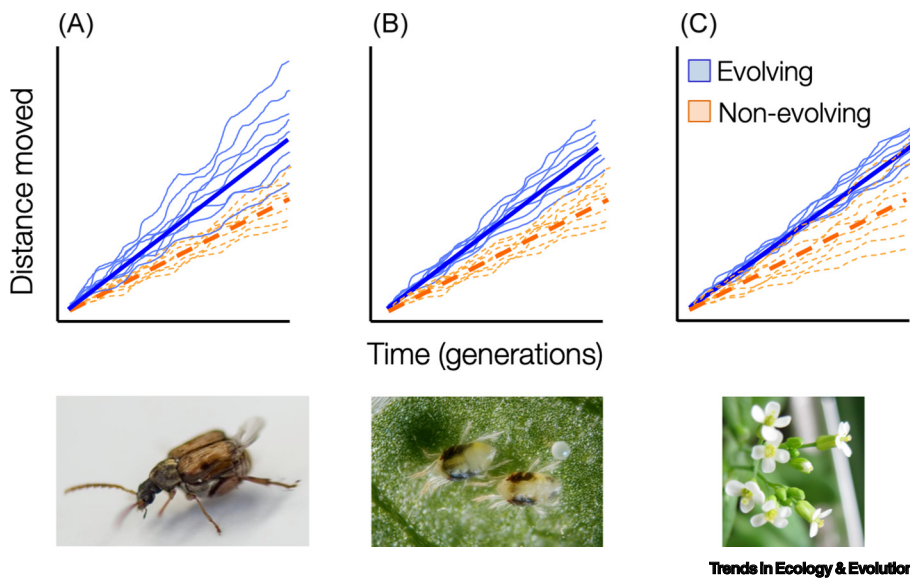 (A)
(B)
(C)
Evolving
Non-evolving
Distance moved
Time (generations)
Trends in Ecology & Evolution